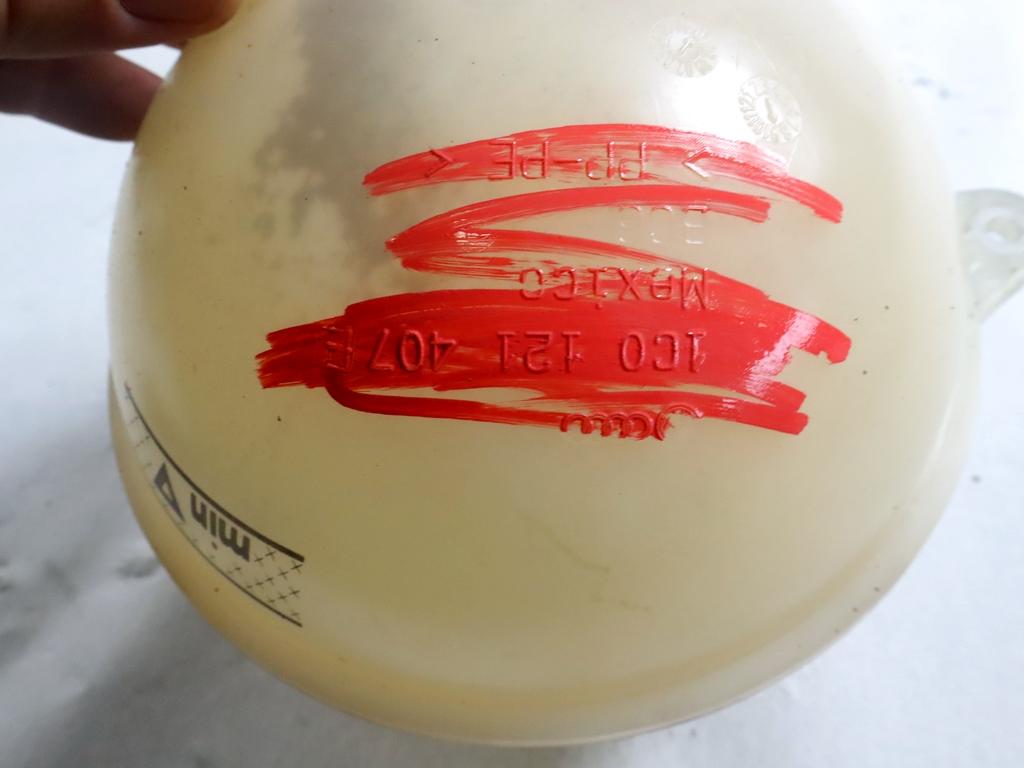 min
1C0 121 407
Mexico
> PP-PE <